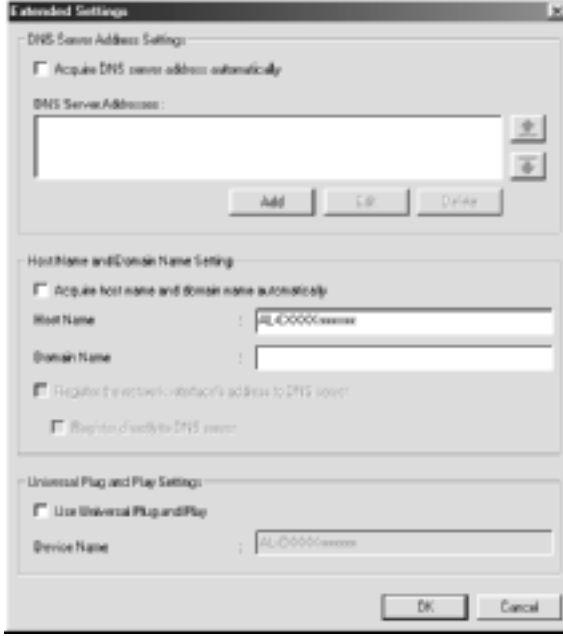 Extended Settings
DNS Server Address Settings
Acquire DNS server address automatically
DNS Server Addresses :
Add Edit Delete
Host Name and Domain Name Setting
Acquire host name and domain name automatically
Host Name :
Domain Name :
Register the network interface's address to DNS server
Register directly to DNS server
Universal Plug and Play Settings
Use Universal Plug and Play
Device Name :
OK Cancel